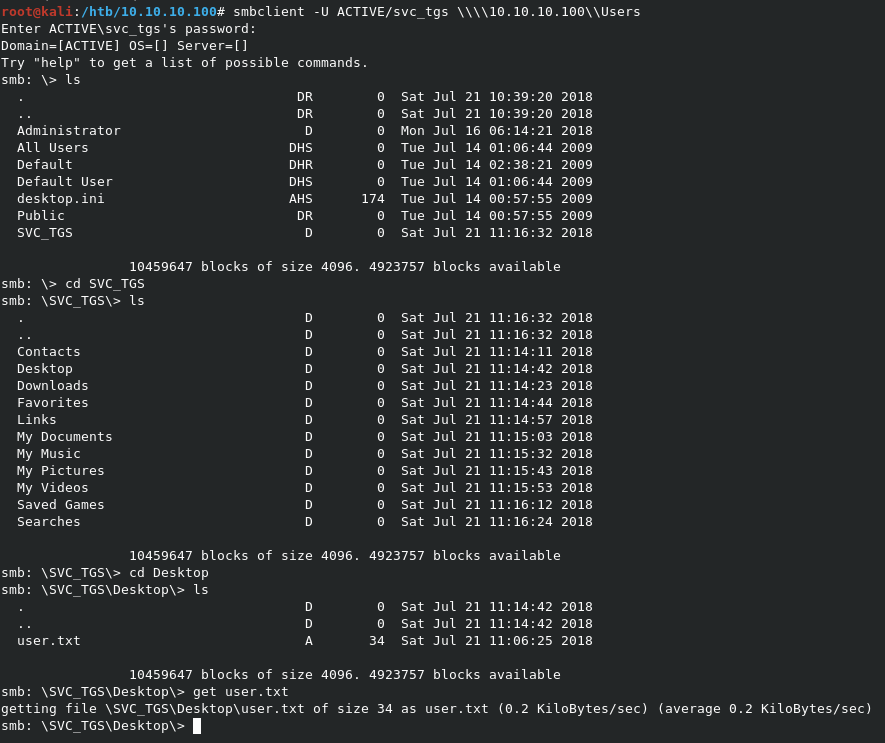 root@kali:/htb/10.10.10.100# smbclient -U ACTIVE/svc_tgs \\\\10.10.10.100\\Users
Enter ACTIVE\svc_tgs's password:
Domain=[ACTIVE] OS=[] Server=[]
Try "help" to get a list of possible commands.
smb: \> ls
  .                                  DR        0  Sat Jul 21 10:39:20 2018
  ..                                 DR        0  Sat Jul 21 10:39:20 2018
  Administrator                       D        0  Mon Jul 16 06:14:21 2018
  All Users                         DHS        0  Tue Jul 14 01:06:44 2009
  Default                           DHR        0  Tue Jul 14 02:38:21 2009
  Default User                      DHS        0  Tue Jul 14 01:06:44 2009
  desktop.ini                       AHS      174  Tue Jul 14 00:57:55 2009
  Public                             DR        0  Tue Jul 14 00:57:55 2009
  SVC_TGS                             D        0  Sat Jul 21 11:16:32 2018
                10459647 blocks of size 4096. 4923757 blocks available
smb: \> cd SVC_TGS
smb: \SVC_TGS\> ls
  .                                   D        0  Sat Jul 21 11:16:32 2018
  ..                                  D        0  Sat Jul 21 11:16:32 2018
  Contacts                            D        0  Sat Jul 21 11:14:11 2018
  Desktop                             D        0  Sat Jul 21 11:14:42 2018
  Downloads                           D        0  Sat Jul 21 11:14:23 2018
  Favorites                           D        0  Sat Jul 21 11:14:44 2018
  Links                               D        0  Sat Jul 21 11:14:57 2018
  My Documents                        D        0  Sat Jul 21 11:15:03 2018
  My Music                            D        0  Sat Jul 21 11:15:32 2018
  My Pictures                         D        0  Sat Jul 21 11:15:43 2018
  My Videos                           D        0  Sat Jul 21 11:15:53 2018
  Saved Games                         D        0  Sat Jul 21 11:16:12 2018
  Searches                            D        0  Sat Jul 21 11:16:24 2018
                10459647 blocks of size 4096. 4923757 blocks available
smb: \SVC_TGS\> cd Desktop
smb: \SVC_TGS\Desktop\> ls
  .                                   D        0  Sat Jul 21 11:14:42 2018
  ..                                  D        0  Sat Jul 21 11:14:42 2018
  user.txt                            A       34  Sat Jul 21 11:06:25 2018
                10459647 blocks of size 4096. 4923757 blocks available
smb: \SVC_TGS\Desktop\> get user.txt
getting file \SVC_TGS\Desktop\user.txt of size 34 as user.txt (0.2 KiloBytes/sec) (average 0.2 KiloBytes/sec)
smb: \SVC_TGS\Desktop\>